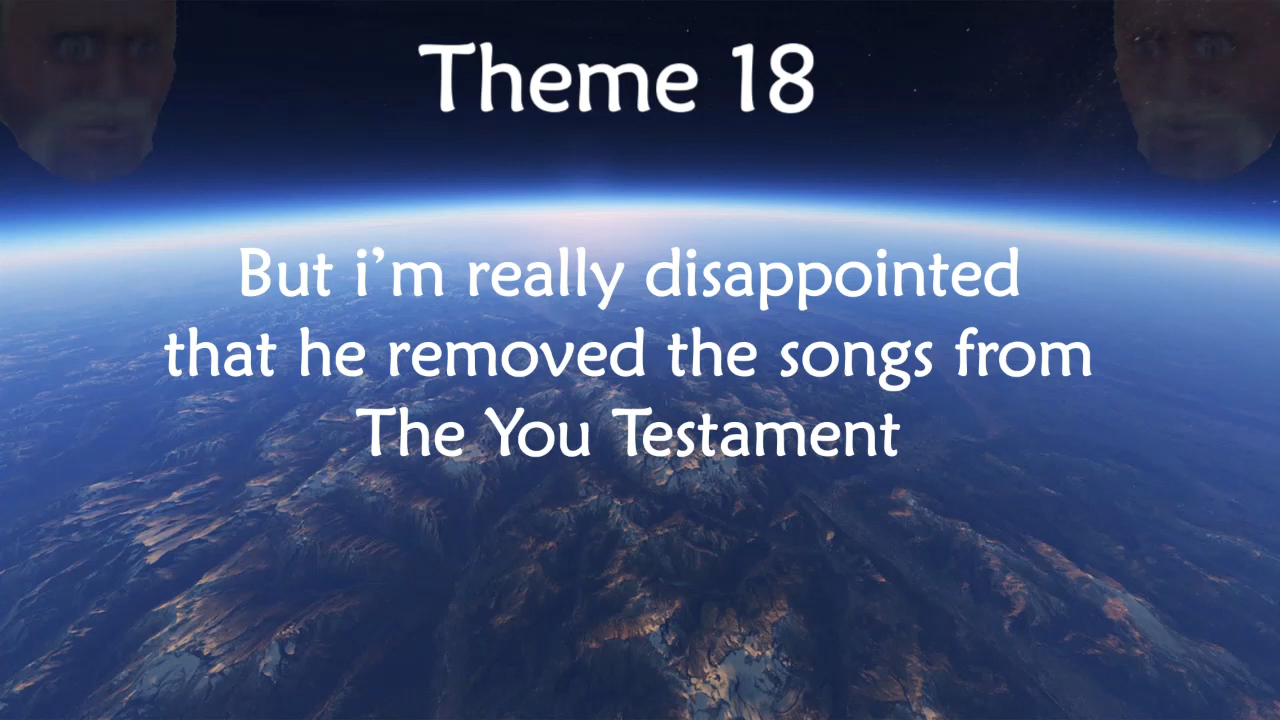 Theme 18
But i’m really disappointed
that he removed the songs from
The You Testament